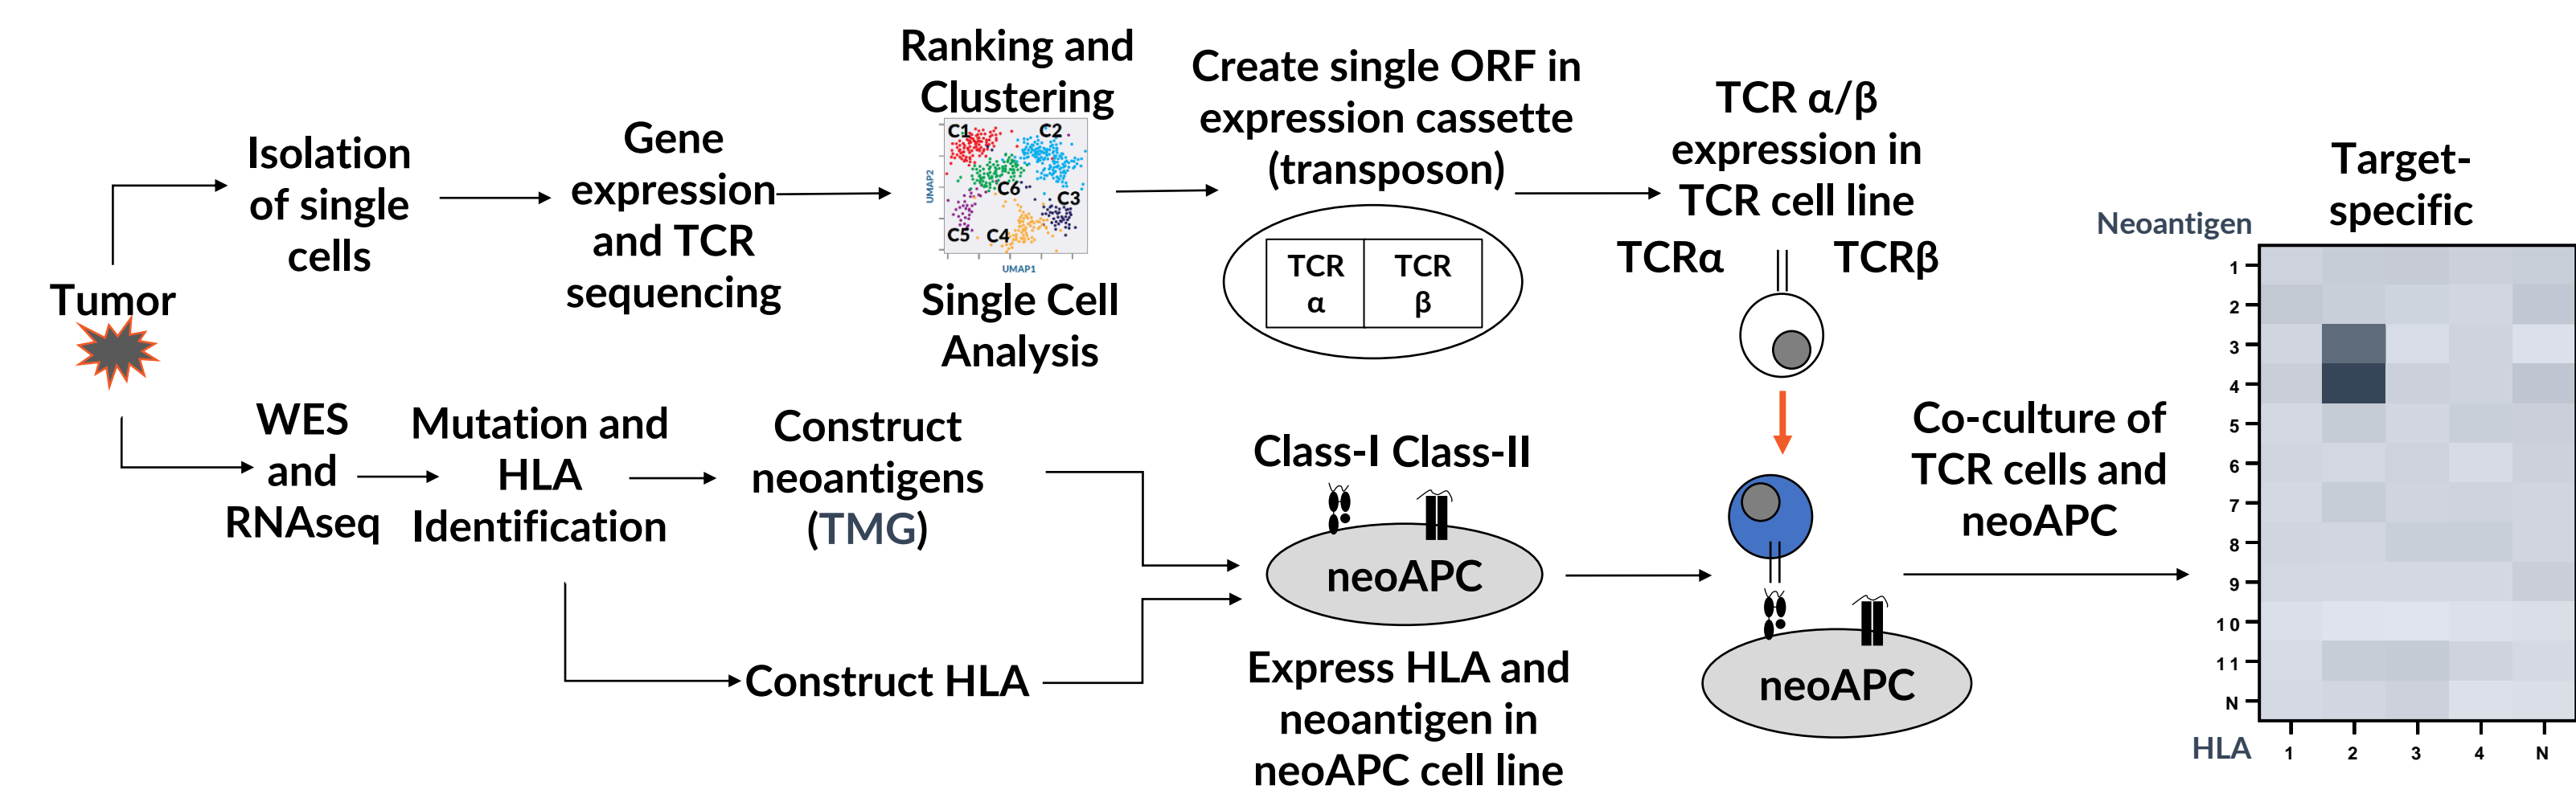 Tumor
Isolation
of single
cells
Gene
expression
and TCR
sequencing
Ranking and
Clustering
C1
C2
C6
C3
C5
C4
UMAP2
UMAP1
Single Cell
Analysis
Create single ORF in
expression cassette
(transposon)
TCR
α
TCR
β
TCR α/β
expression in
TCR cell line
TCRα
TCRβ
WES
and
RNAseq
Mutation and
HLA
Identification
Construct
neoantigens
(TMG)
Construct HLA
Class-I Class-II
neoAPC
Express HLA and
neoantigen in
neoAPC cell line
neoAPC
Co-culture of
TCR cells and
neoAPC
Target-
specific
Neoantigen
1
2
3
4
5
6
7
8
9
10
11
N
HLA
1 2 3 4 N